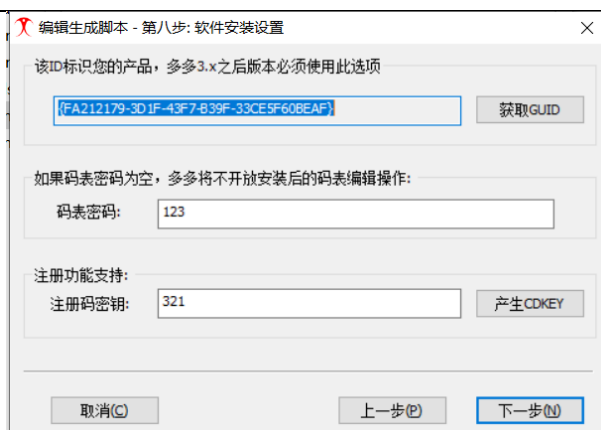 编辑生成脚本 - 第八步: 软件安装设置
该ID标识您的产品，多多3.x之后版本必须使用此选项
{FA212179-3D1F-43F7-B39F-33CE5F60BEAF}
获取GUID
如果码表密码为空，多多将不开放安装后的码表编辑操作:
码表密码: 123
注册功能支持:
注册码密钥: 321
产生CDKEY
取消(C) 上一步(P) 下一步(N)